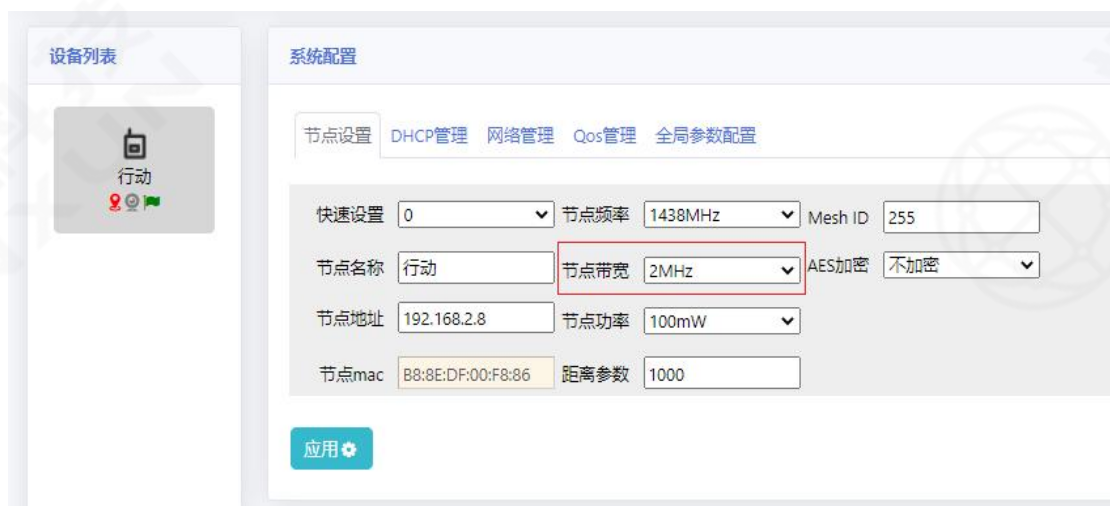 设备列表
行动
系统配置
节点设置 DHCP管理 网络管理 Qos管理 全局参数配置
快速设置 0 节点频率 1438MHz Mesh ID 255
节点名称 行动 节点带宽 2MHz AES加密 不加密
节点地址 192.168.2.8 节点功率 100mW
节点mac B8:8E:DF:00:F8:86 距离参数 1000
应用